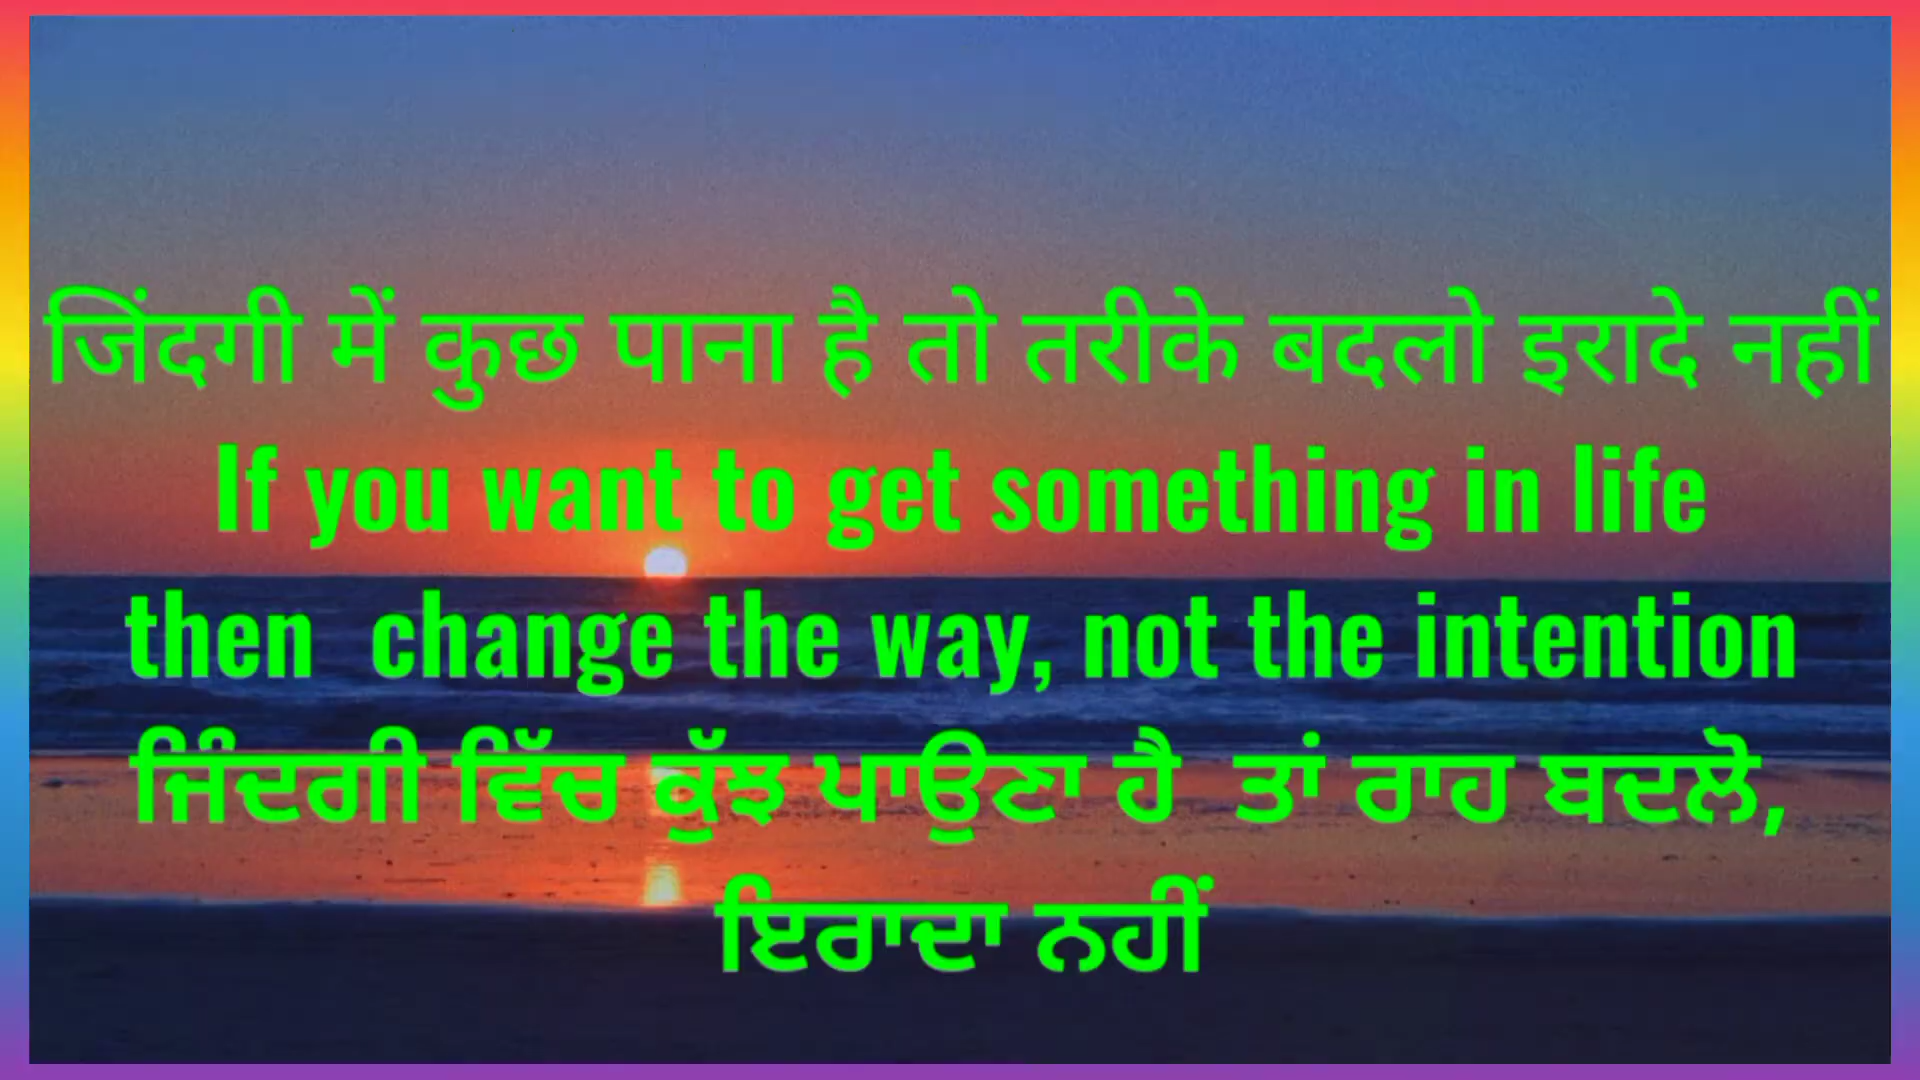 जिंदगी में कुछ पाना है तो तरीके बदलो इरादे नहीं
If you want to get something in life
then  change the way, not the intention
ਜਿੰਦਗੀ ਵਿੱਚ ਕੁੱਝ ਪਾਉਣਾ ਹੈ  ਤਾਂ ਰਾਹ ਬਦਲੋ,
ਇਰਾਦਾ ਨਹੀਂ